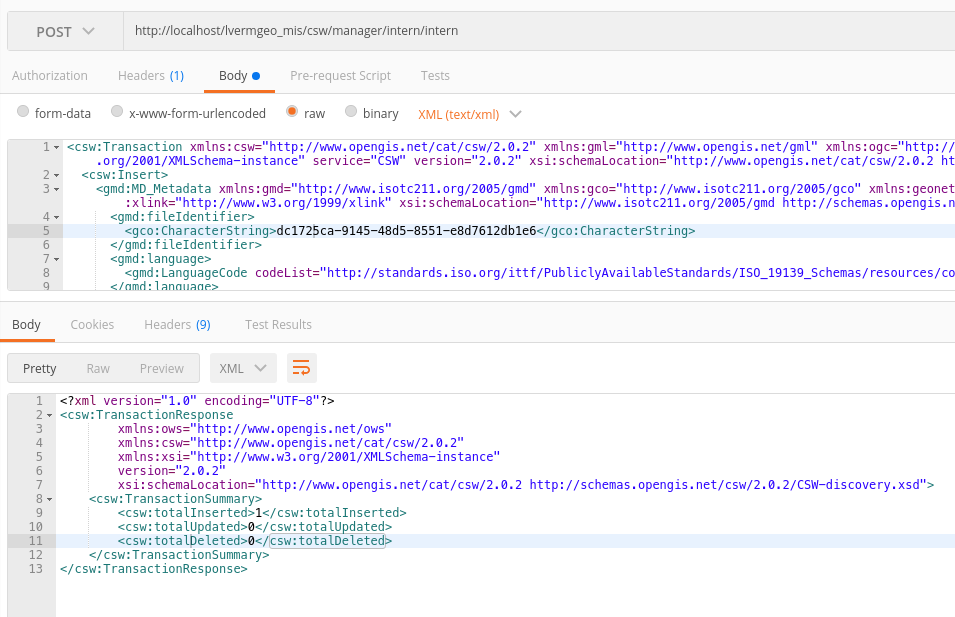 POST http://localhost/lvermgeo_mis/csw/manager/intern/intern
Authorization Headers (1) Body Pre-request Script Tests
form-data x-www-form-urlencoded raw binary XML (text/xml)
1 <csw:Transaction xmlns:csw="http://www.opengis.net/cat/csw/2.0.2" xmlns:gml="http://www.opengis.net/gml" xmlns:ogc="http://
.org/2001/XMLSchema-instance" service="CSW" version="2.0.2" xsi:schemaLocation="http://www.opengis.net/cat/csw/2.0.2 ht
2 <csw:Insert>
3 <gmd:MD_Metadata xmlns:gmd="http://www.isotc211.org/2005/gmd" xmlns:gco="http://www.isotc211.org/2005/gco" xmlns:geonet
:xlink="http://www.w3.org/1999/xlink" xsi:schemaLocation="http://www.isotc211.org/2005/gmd http://schemas.opengis.n
4 <gmd:fileIdentifier>
5 <gco:CharacterString>dc1725ca-9145-48d5-8551-e8d7612db1e6</gco:CharacterString>
6 </gmd:fileIdentifier>
7 <gmd:language>
8 <gmd:LanguageCode codeList="http://standards.iso.org/ittf/PubliclyAvailableStandards/ISO_19139_Schemas/resources/co
9 </gmd:language>
Body Cookies Headers (9) Test Results
Pretty Raw Preview XML
1 <?xml version="1.0" encoding="UTF-8"?>
2 <csw:TransactionResponse
3 xmlns:ows="http://www.opengis.net/ows"
4 xmlns:csw="http://www.opengis.net/cat/csw/2.0.2"
5 xmlns:xsi="http://www.w3.org/2001/XMLSchema-instance"
6 version="2.0.2"
7 xsi:schemaLocation="http://www.opengis.net/cat/csw/2.0.2 http://schemas.opengis.net/csw/2.0.2/CSW-discovery.xsd">
8 <csw:TransactionSummary>
9 <csw:totalInserted>1</csw:totalInserted>
10 <csw:totalUpdated>0</csw:totalUpdated>
11 <csw:totalDeleted>0</csw:totalDeleted>
12 </csw:TransactionSummary>
13 </csw:TransactionResponse>